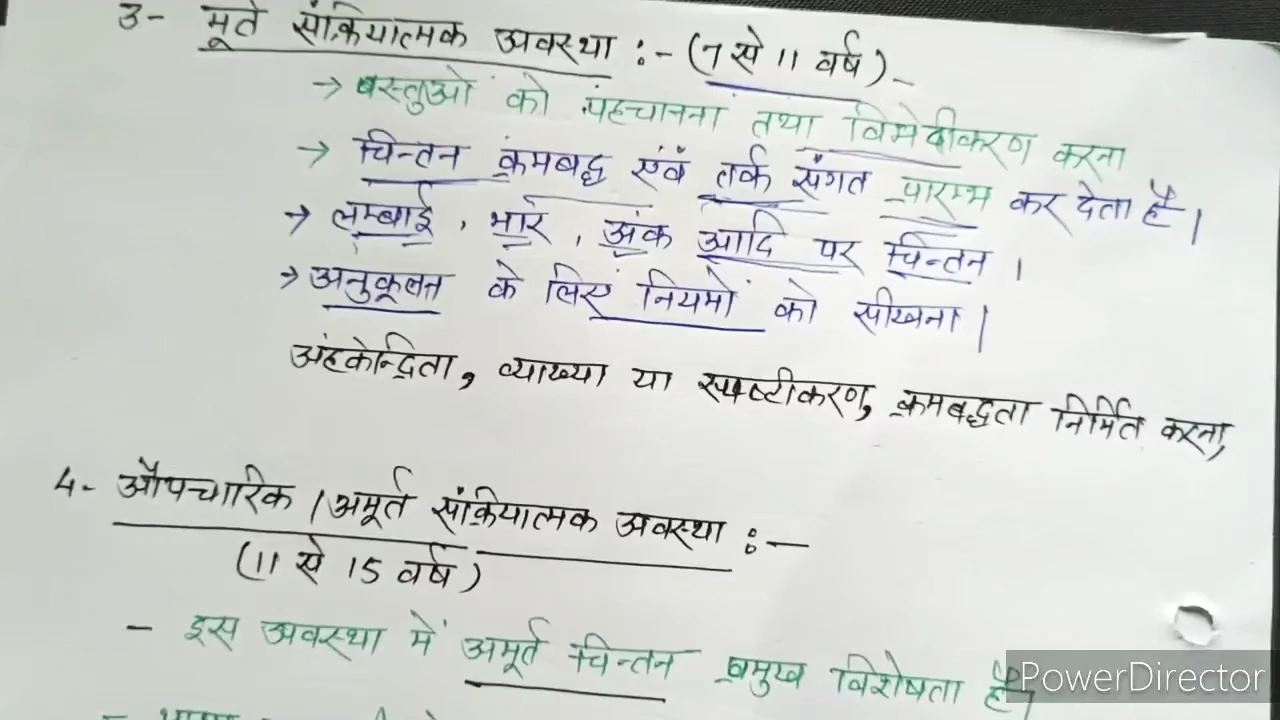 3- मूर्त संक्रियात्मक अवस्था :- (7 से 11 वर्ष) -
→ वस्तुओं को पहचानना तथा विभेदीकरण करना
→ चिन्तन क्रमबद्ध एंव तर्क संगत प्रारम्भ कर देता है।
→ लम्बाई, भार, अंक आदि पर चिन्तन।
→ अनुकूलन के लिए नियमों को सीखना।
अंहकेन्द्रिता, व्याख्या या स्पष्टीकरण, क्रमबद्धता निर्मित करना,
4- औपचारिक / अमूर्त संक्रियात्मक अवस्था :-
(11 से 15 वर्ष)
- इस अवस्था में अमूर्त चिन्तन प्रमुख विशेषता है।
PowerDirector